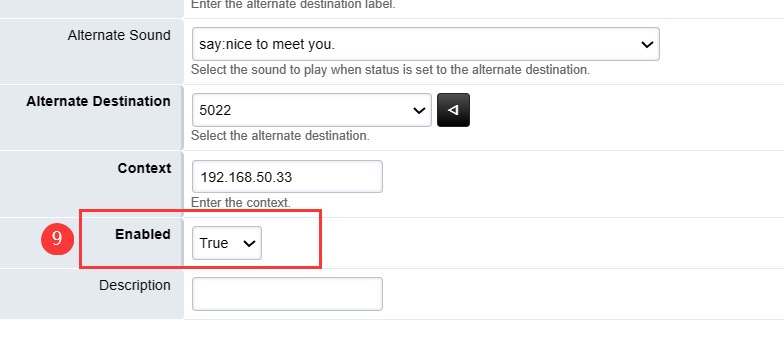 Enter the alternate destination label.
Alternate Sound
say:nice to meet you.
Select the sound to play when status is set to the alternate destination.
Alternate Destination
5022
Select the alternate destination.
Context
192.168.50.33
Enter the context.
9
Enabled
True
Description